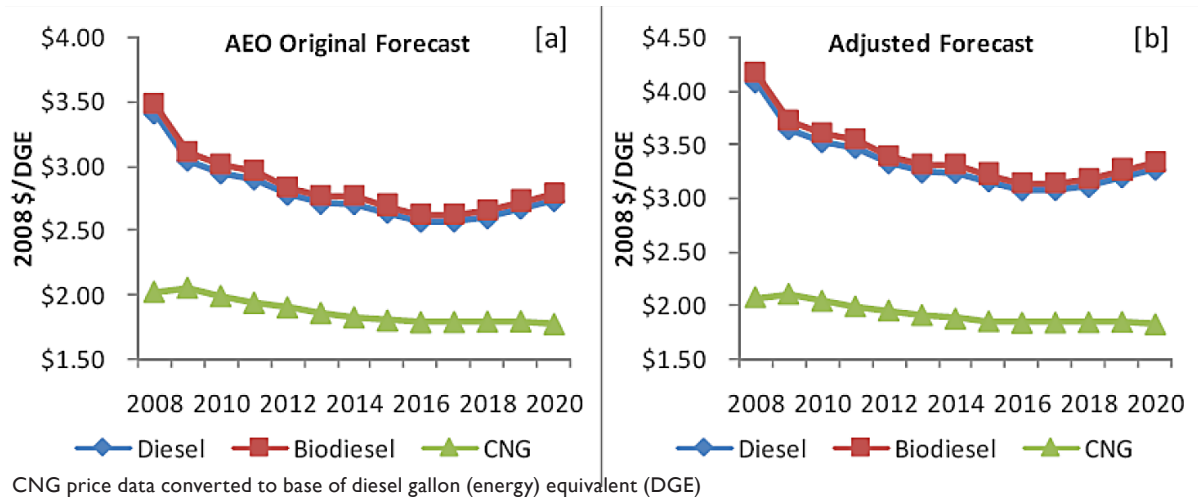 AEO Original Forecast [a]
2008 $/DGE
$4.00
$3.50
$3.00
$2.50
$2.00
$1.50
2008 2010 2012 2014 2016 2018 2020
Diesel Biodiesel CNG
Adjusted Forecast [b]
2008 $/DGE
$4.50
$4.00
$3.50
$3.00
$2.50
$2.00
$1.50
2008 2010 2012 2014 2016 2018 2020
Diesel Biodiesel CNG
CNG price data converted to base of diesel gallon (energy) equivalent (DGE)